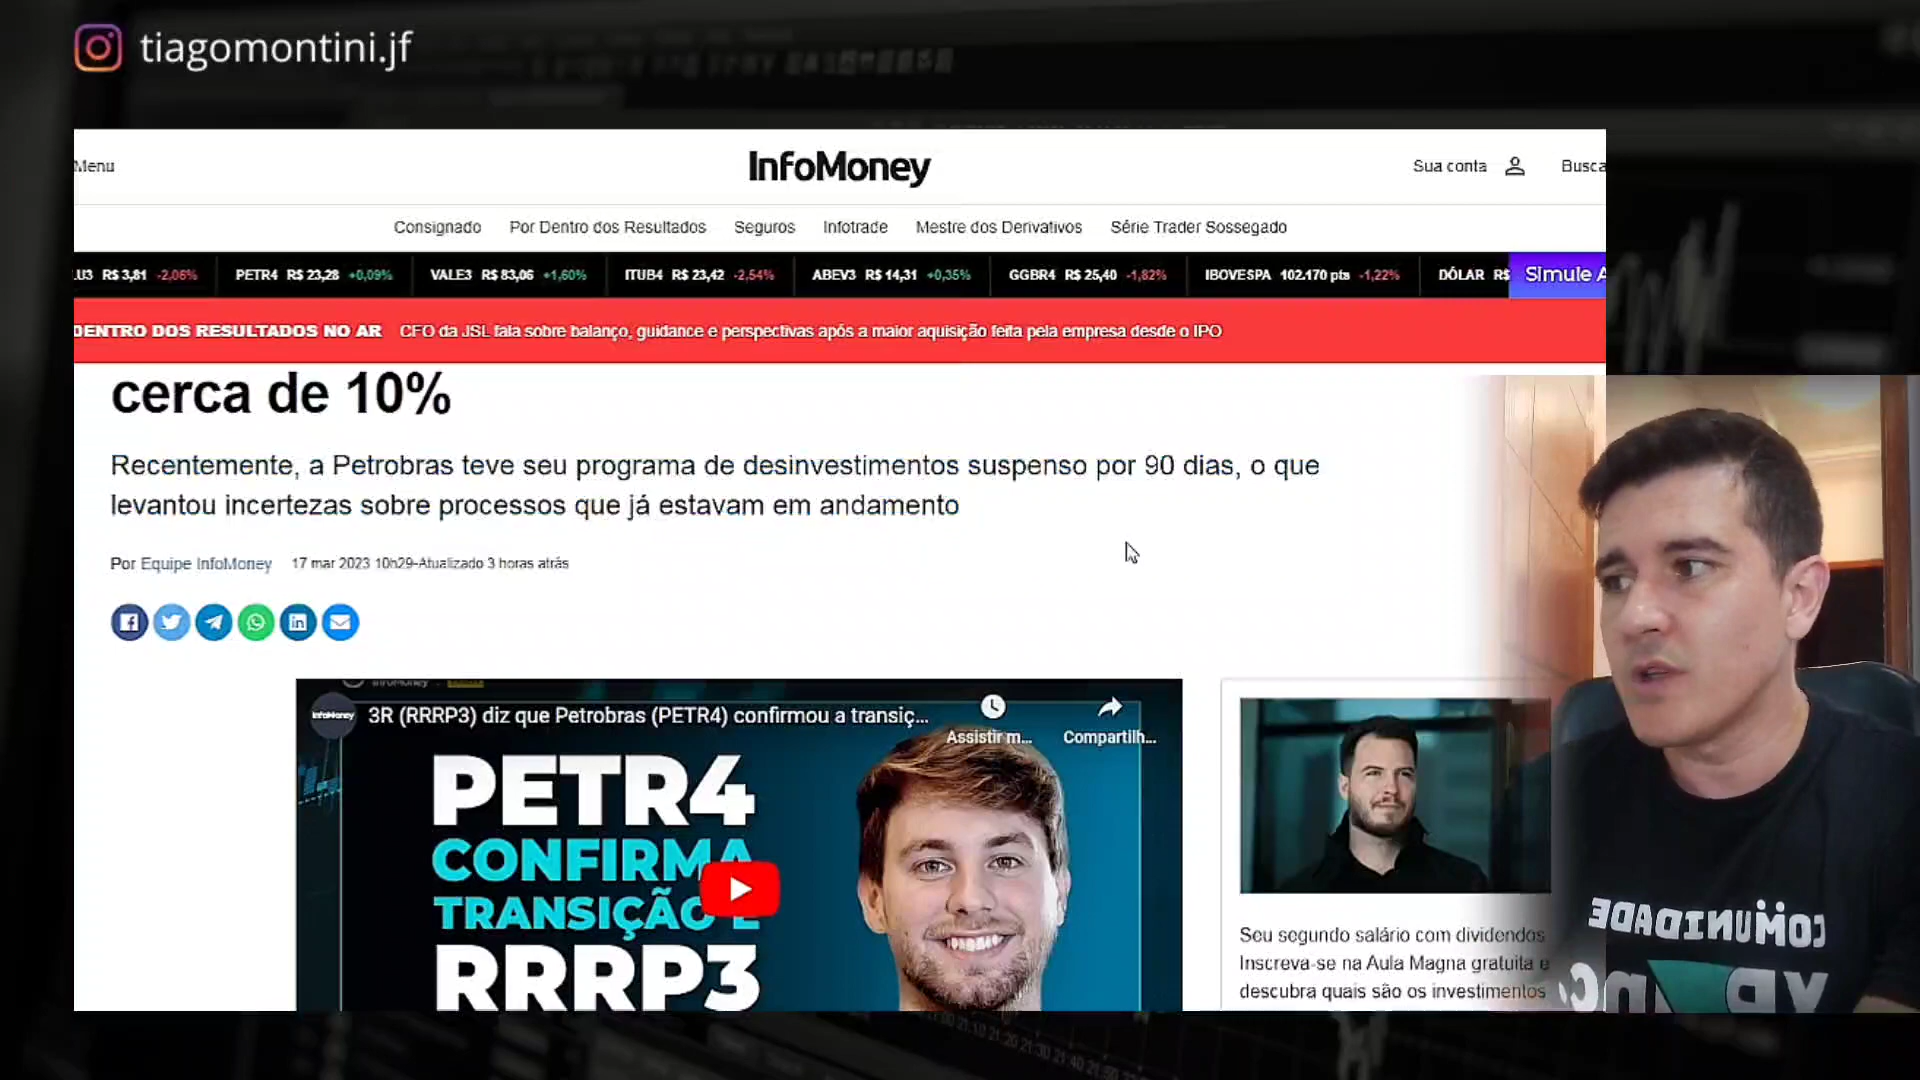 tiagomontini.jf
Menu
InfoMoney
Sua conta
Busca
Consignado Por Dentro dos Resultados Seguros Infotrade Mestre dos Derivativos Série Trader Sossegado
.U3 R$ 3,81 -2,06% PETR4 R$ 23,28 +0,09% VALE3 R$ 83,06 +1,60% ITUB4 R$ 23,42 -2,54% ABEV3 R$ 14,31 +0,35% GGBR4 R$ 25,40 -1,82% IBOVESPA 102.170 pts -1,22% DÓLAR R$ Simule A
DENTRO DOS RESULTADOS NO AR CFO da JSL fala sobre balanço, guidance e perspectivas após a maior aquisição feita pela empresa desde o IPO
cerca de 10%
Recentemente, a Petrobras teve seu programa de desinvestimentos suspenso por 90 dias, o que
levantou incertezas sobre processos que já estavam em andamento
Por Equipe InfoMoney 17 mar 2023 10h29-Atualizado 3 horas atrás
InfoMoney
3R (RRRP3) diz que Petrobras (PETR4) confirmou a transiç...
Assistir m... Compartilh...
PETR4
CONFIRMA
TRANSIÇÃO E
RRRP3
Seu segundo salário com dividendos
Inscreva-se na Aula Magna gratuita e
descubra quais são os investimentos
COMUNIDADE